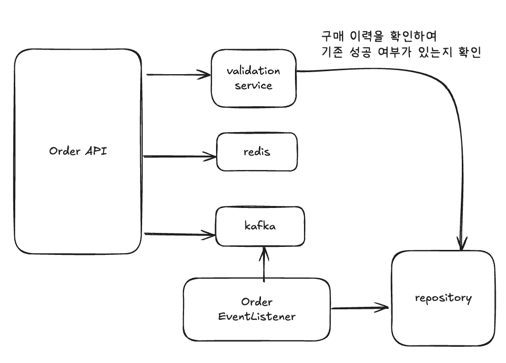 구매 이력을 확인하여
기존 성공 여부가 있는지 확인
validation
service
Order API
redis
kafka
Order
EventListener
repository